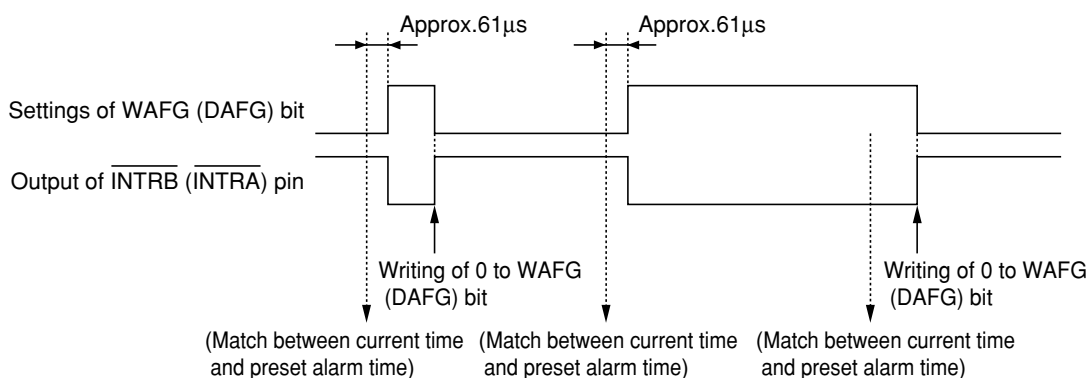 Approx.61μs Approx.61μs
Settings of WAFG (DAFG) bit
Output of INTRB (INTRA) pin
Writing of 0 to WAFG
(DAFG) bit
Writing of 0 to WAFG
(DAFG) bit
(Match between current time
and preset alarm time)
(Match between current time
and preset alarm time)
(Match between current time
and preset alarm time)